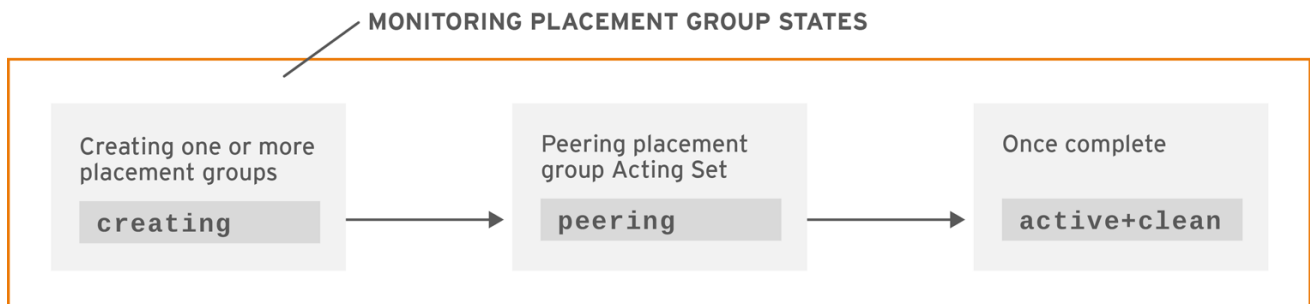 MONITORING PLACEMENT GROUP STATES
Creating one or more
placement groups
creating
Peering placement
group Acting Set
peering
Once complete
active+clean